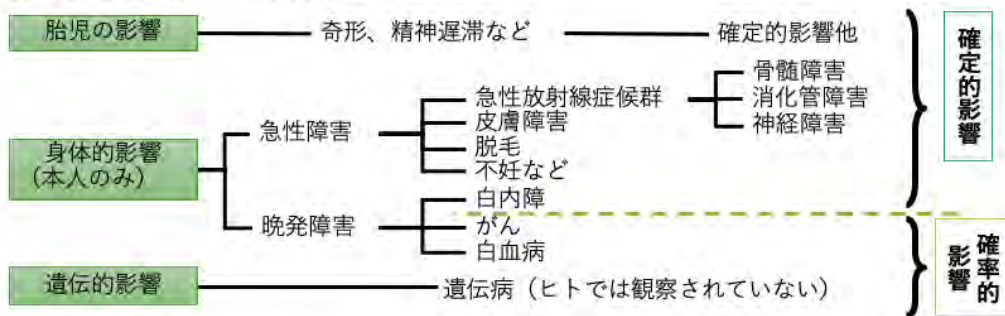 胎児の影響
奇形、精神遅滞など
確定的影響他
確定的影響
身体的影響
(本人のみ)
急性障害
急性放射線症候群
骨髄障害
消化管障害
神経障害
皮膚障害
脱毛
不妊など
晩発障害
白内障
がん
白血病
確率的
影響
遺伝的影響
遺伝病(ヒトでは観察されていない)